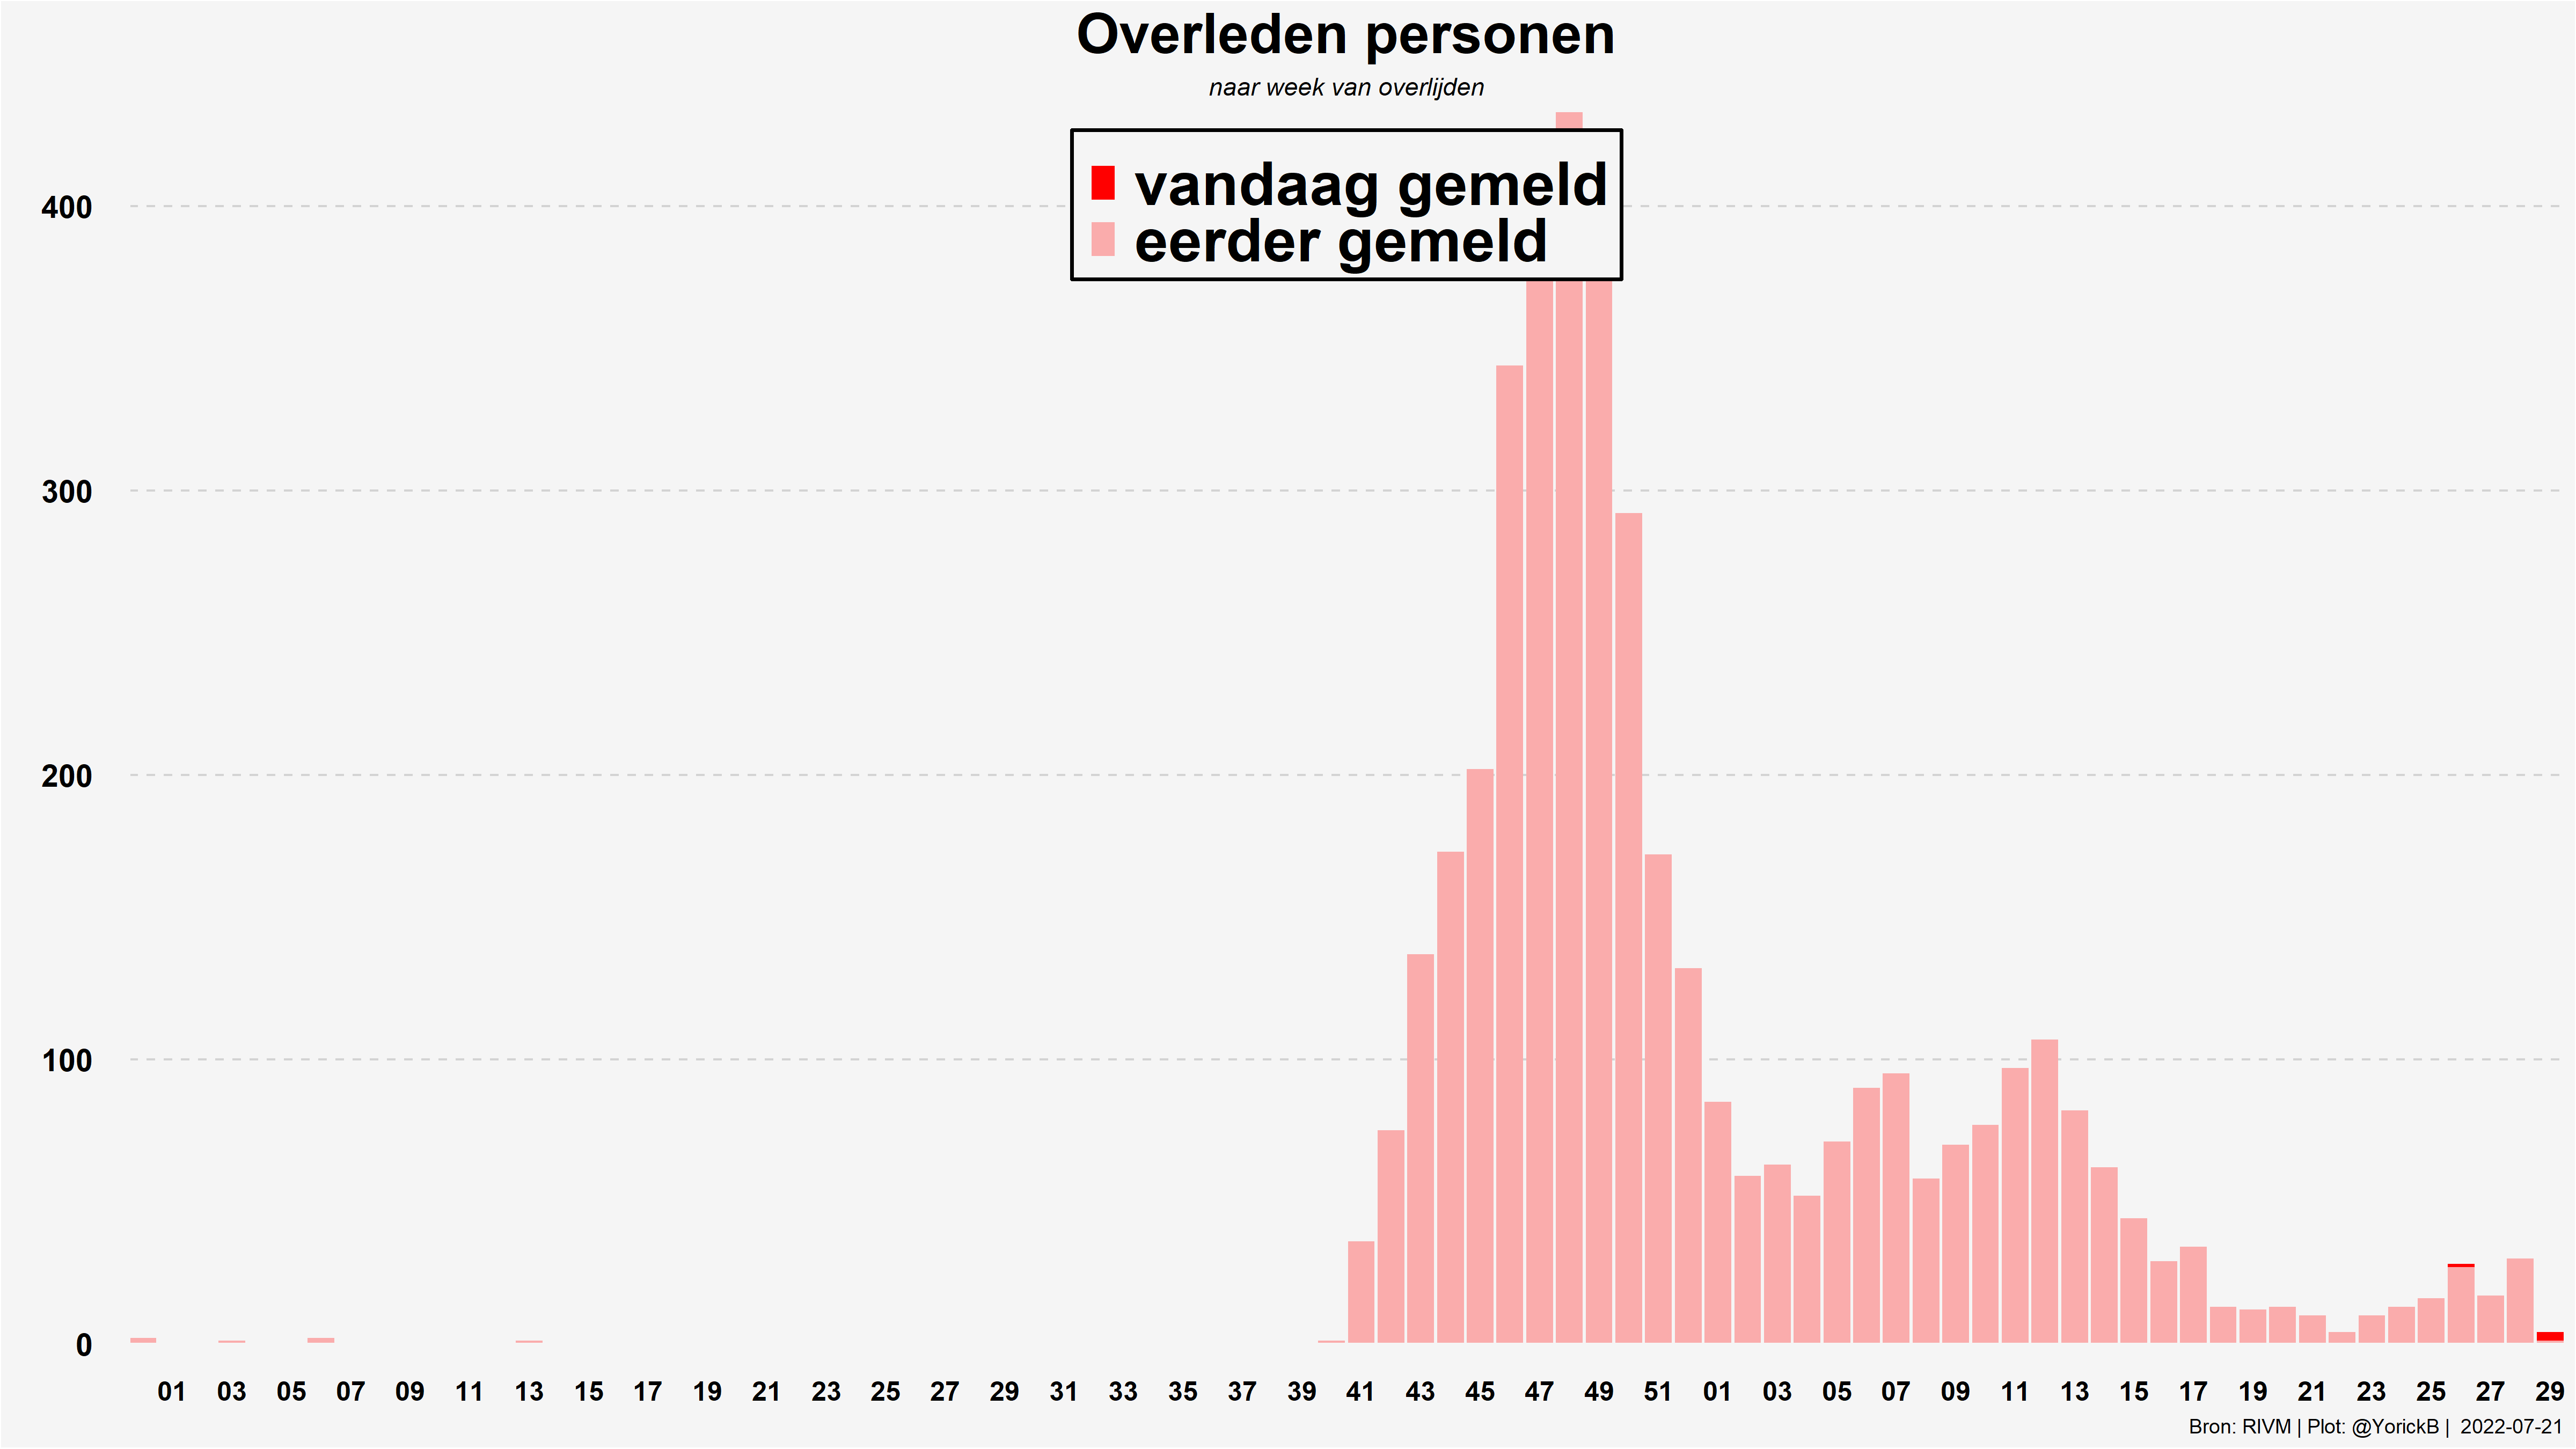 Overleden personen
naar week van overlijden
vandaag gemeld
eerder gemeld
400
300
200
100
0
01 03 05 07 09 11 13 15 17 19 21 23 25 27 29 31 33 35 37 39 41 43 45 47 49 51 01 03 05 07 09 11 13 15 17 19 21 23 25 27 29
Bron: RIVM | Plot: @YorickB | 2022-07-21